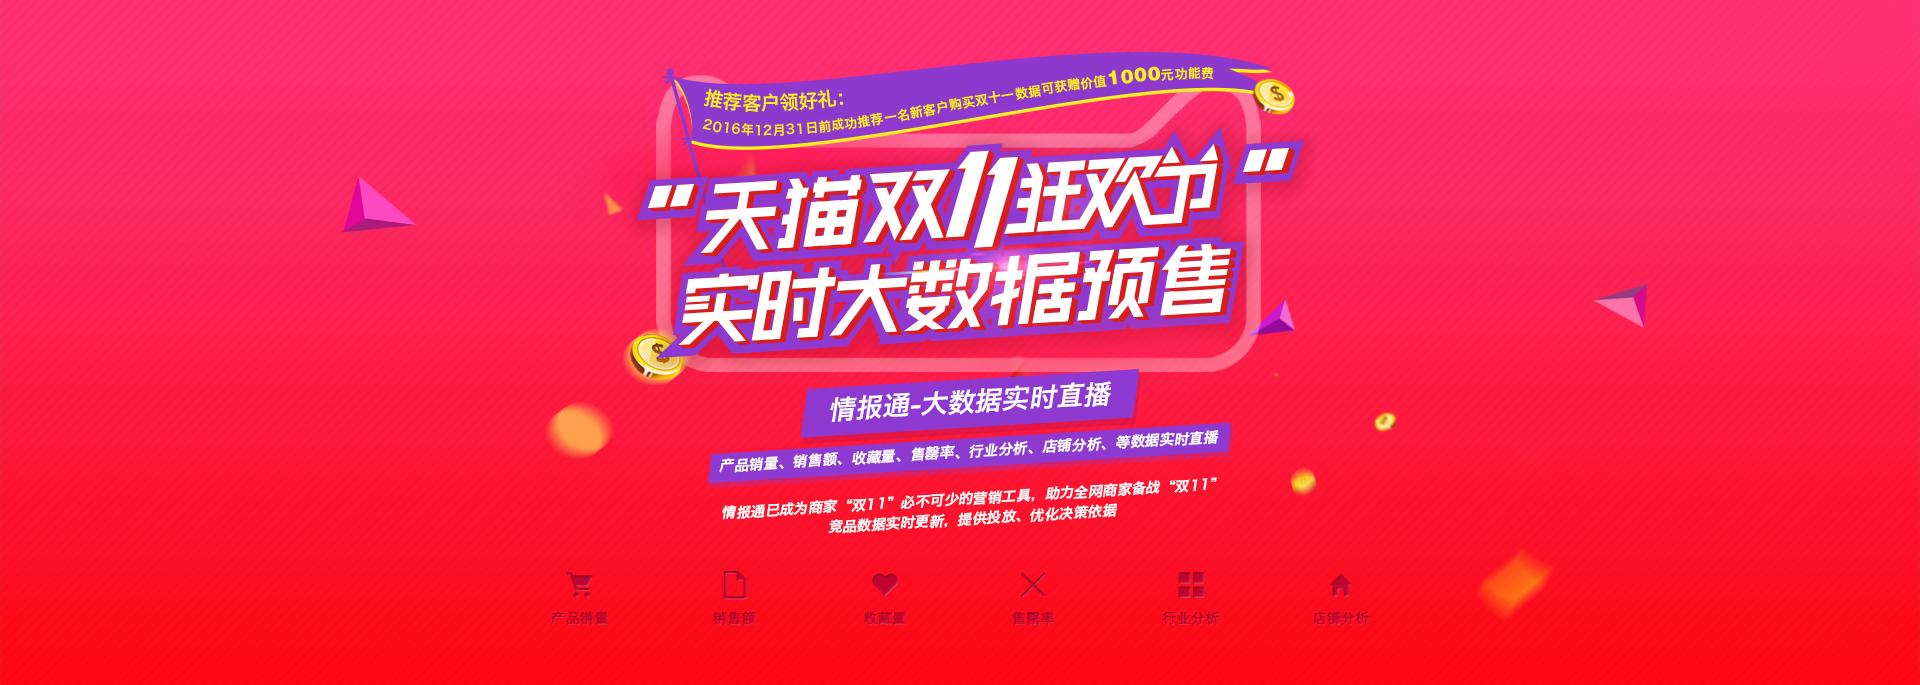 推荐客户领好礼：
2016年12月31日前成功推荐一名新客户购买双十一数据可获赠价值1000元功能费
“天猫双11狂欢节”
实时大数据预售
情报通-大数据实时直播
产品销量、销售额、收藏量、售罄率、行业分析、店铺分析、等数据实时直播
情报通已成为商家“双11”必不可少的营销工具，助力全网商家备战“双11”
竞品数据实时更新，提供投放、优化决策依据
产品销量
销售额
收藏量
售罄率
行业分析
店铺分析